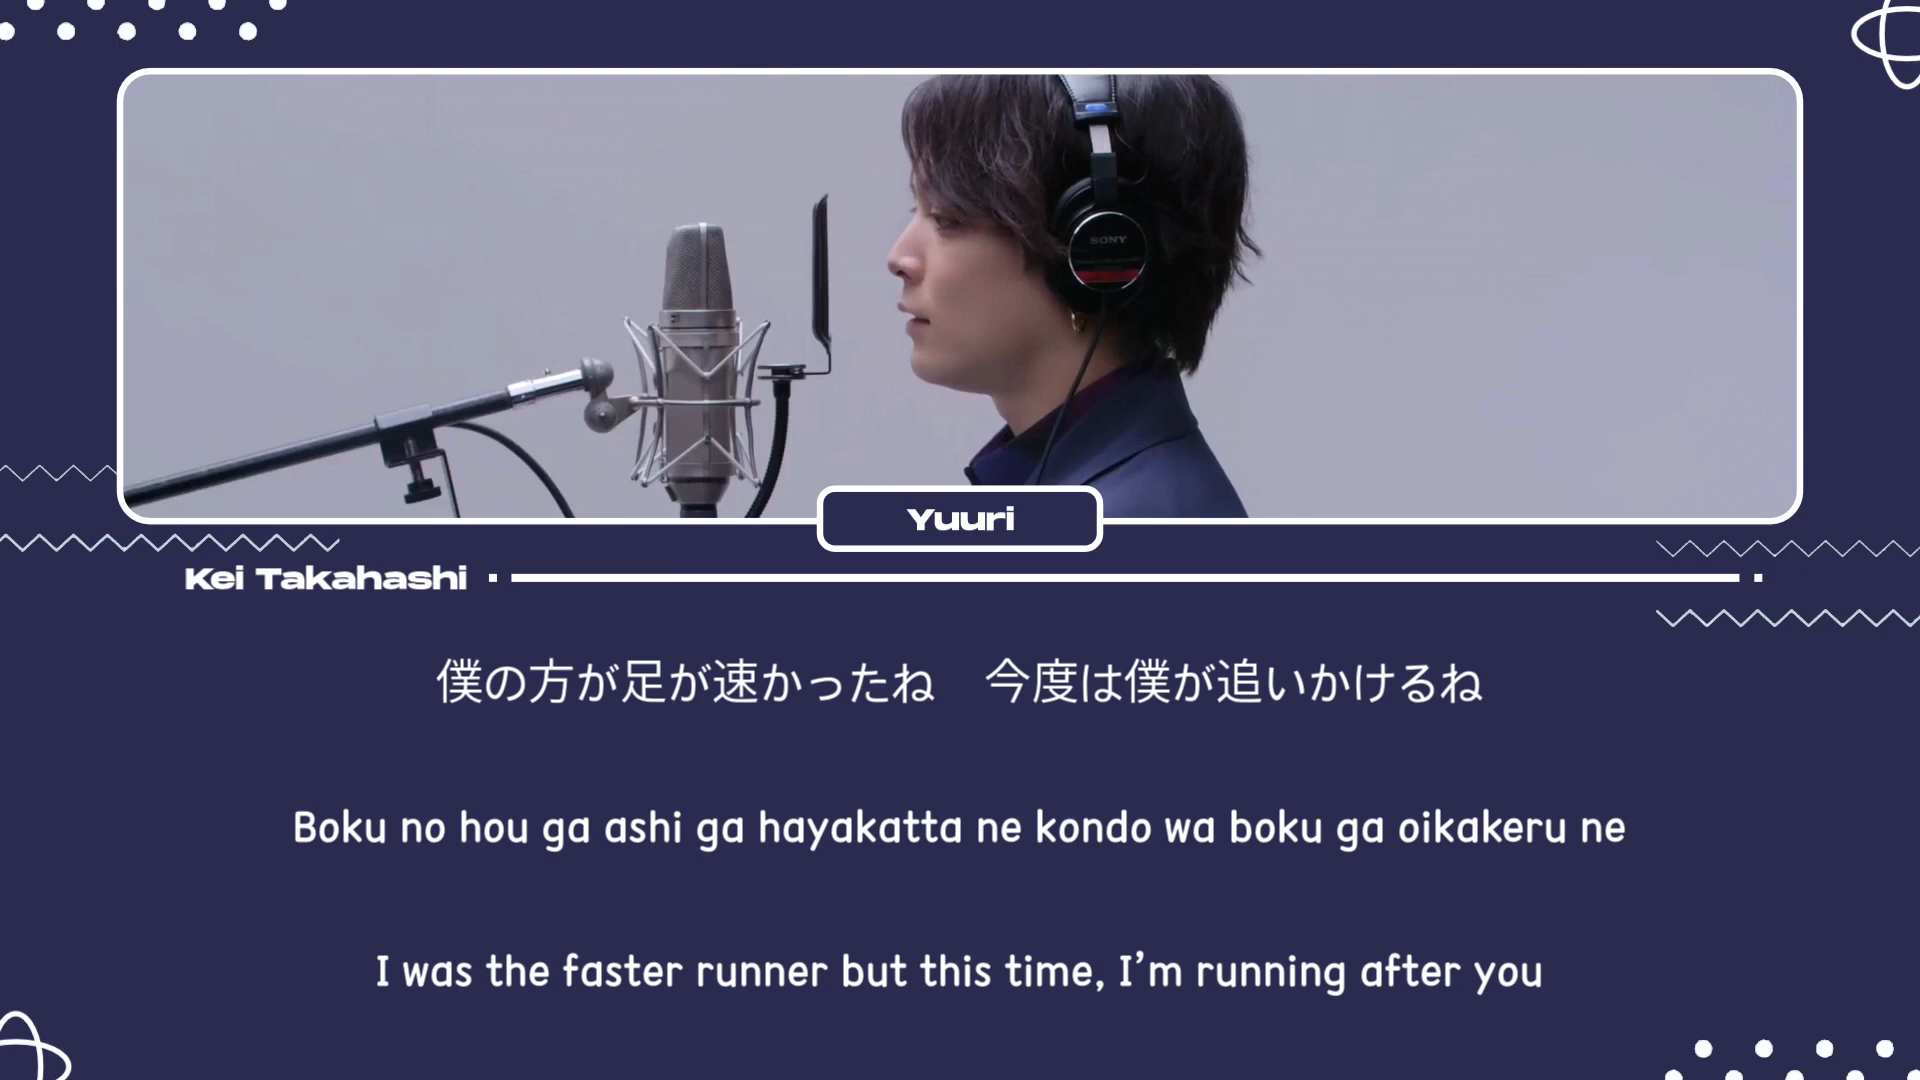 SONY
Yuuri
Kei Takahashi
僕の方が足が速かったね　今度は僕が追いかけるね
Boku no hou ga ashi ga hayakatta ne kondo wa boku ga oikakeru ne
I was the faster runner but this time, I’m running after you